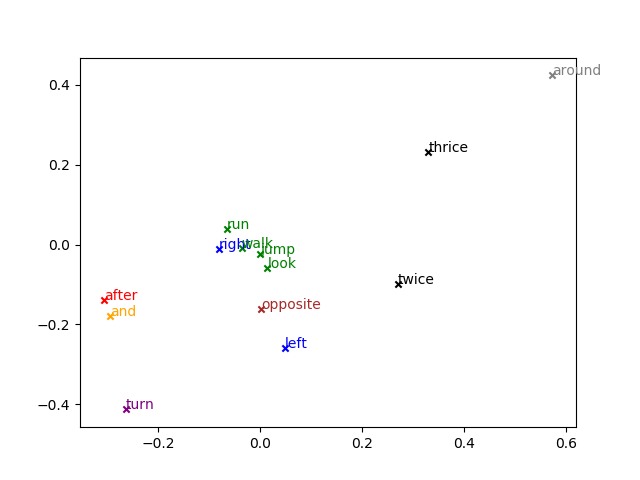 around
0.4
thrice
0.2
run
right
walk
jump
0.0
look
twice
after
opposite
and
−0.2
left
turn
−0.4
−0.2
0.0
0.2
0.4
0.6